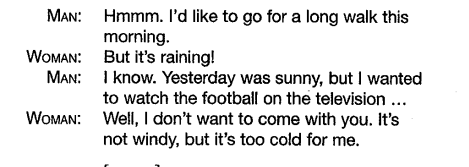 MAN: Hmmm. I'd like to go for a long walk this
morning.
WOMAN: But it's raining!
MAN: I know. Yesterday was sunny, but I wanted
to watch the football on the television ...
WOMAN: Well, I don't want to come with you. It's
not windy, but it's too cold for me.